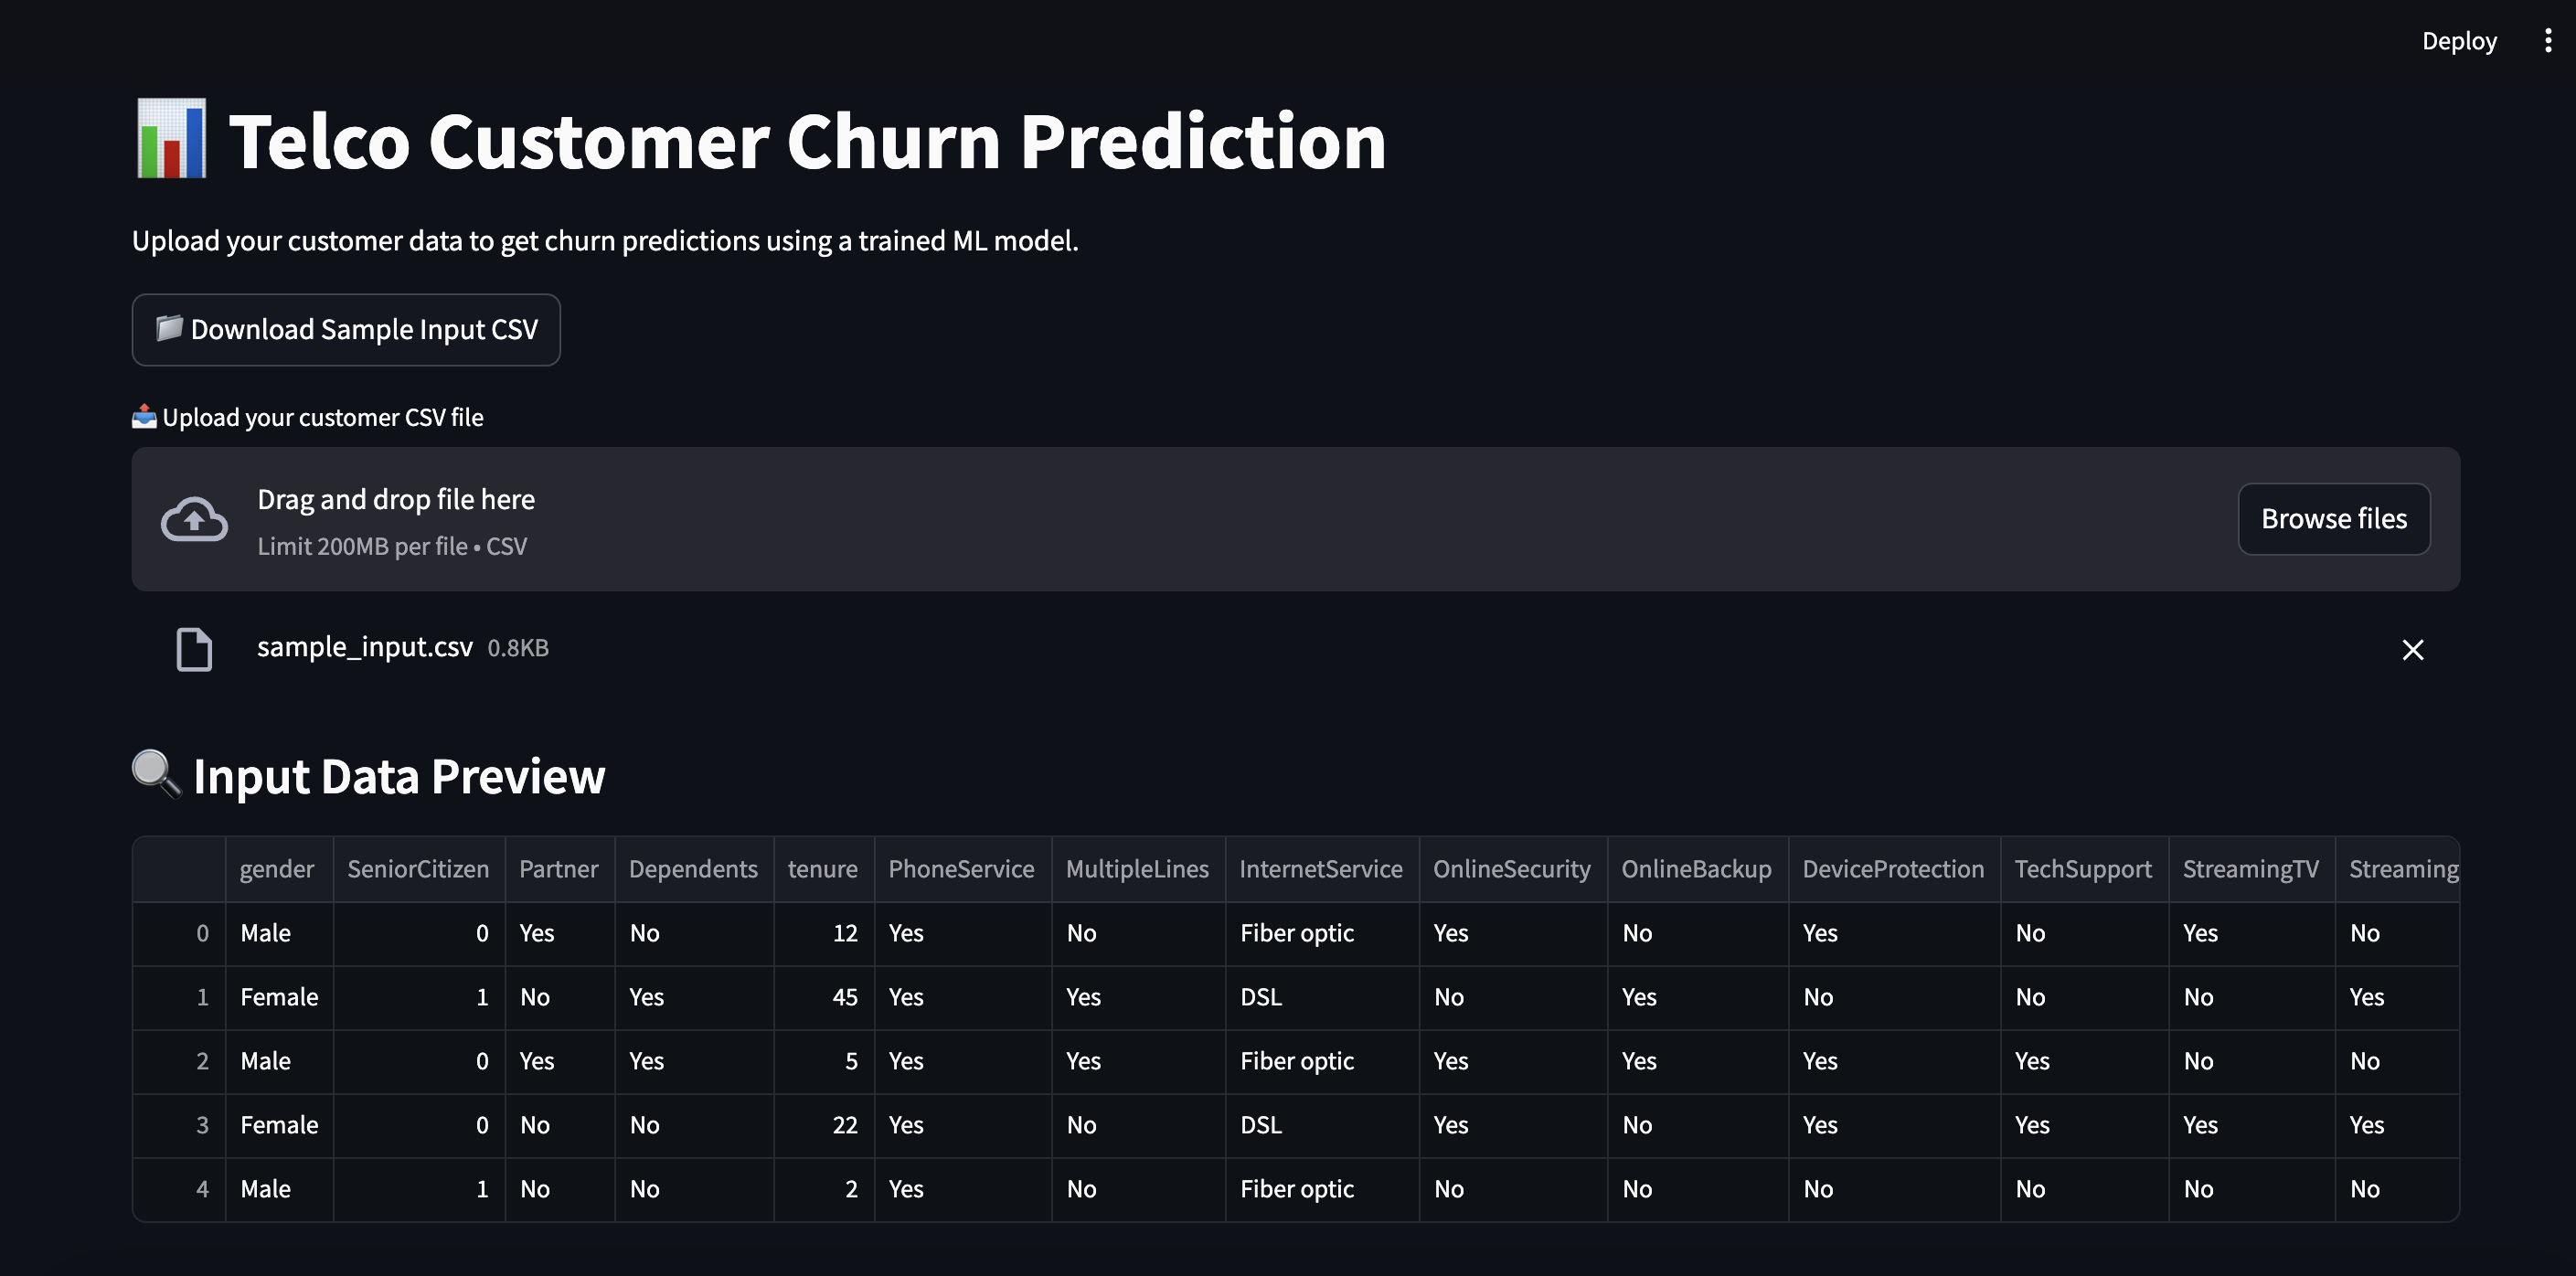 Deploy
Telco Customer Churn Prediction
Upload your customer data to get churn predictions using a trained ML model.
Download Sample Input CSV
Upload your customer CSV file
Drag and drop file here
Limit 200MB per file • CSV
Browse files
sample_input.csv 0.8KB
Input Data Preview
gender SeniorCitizen Partner Dependents tenure PhoneService MultipleLines InternetService OnlineSecurity OnlineBackup DeviceProtection TechSupport StreamingTV Streaming
0 Male 0 Yes No 12 Yes No Fiber optic Yes No Yes No Yes No
1 Female 1 No Yes 45 Yes Yes DSL No Yes No No No Yes
2 Male 0 Yes Yes 5 Yes Yes Fiber optic Yes Yes Yes Yes No No
3 Female 0 No No 22 Yes No DSL Yes No Yes Yes Yes Yes
4 Male 1 No No 2 Yes No Fiber optic No No No No No No